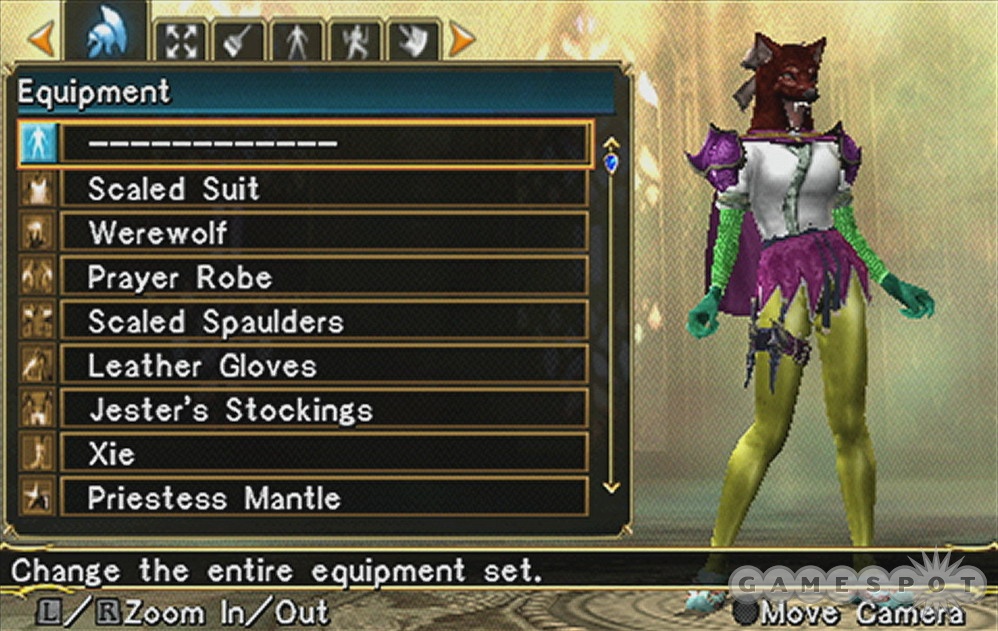 Equipment
------------
Scaled Suit
Werewolf
Prayer Robe
Scaled Spaulders
Leather Gloves
Jester's Stockings
Xie
Priestess Mantle
Change the entire equipment set.
GAMESPOT
L/R Zoom In/Out
Move Camera